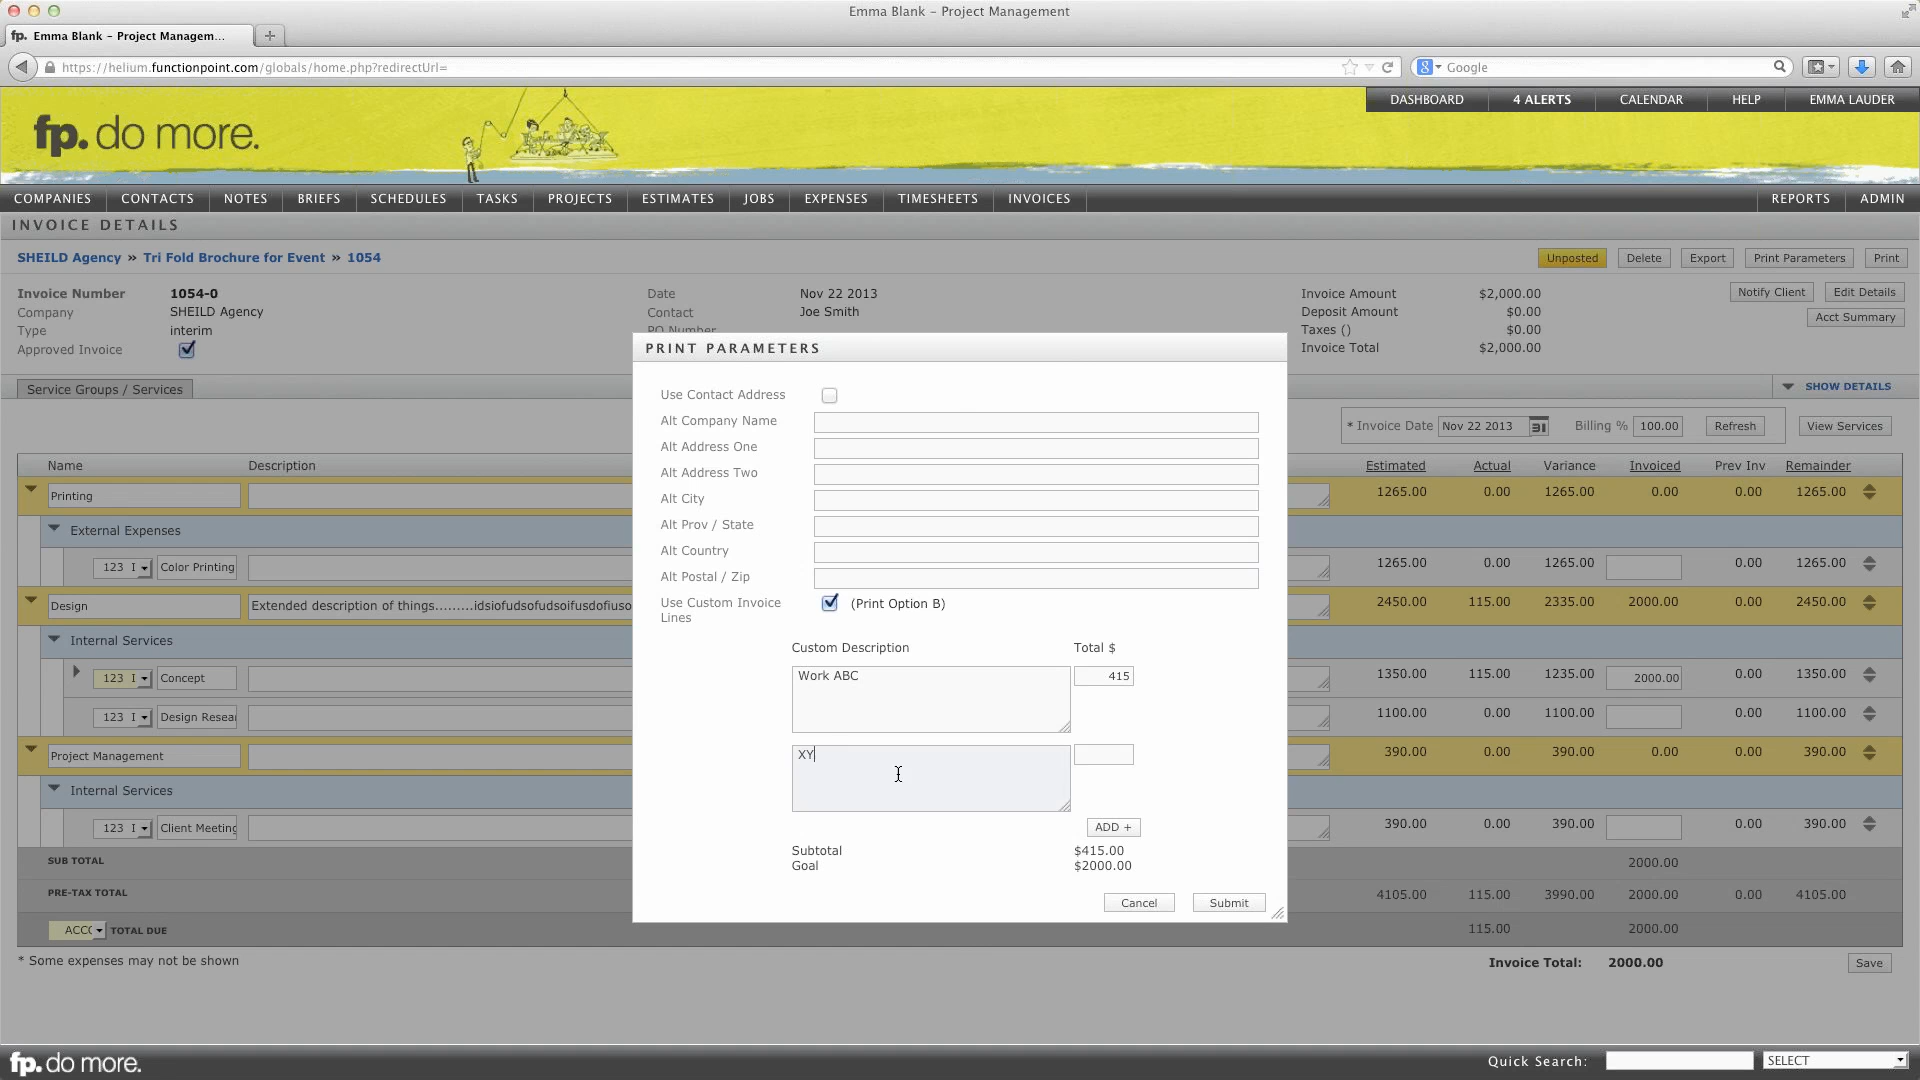 Emma Blank – Project Management
fp. Emma Blank – Project Managem...
https://helium.functionpoint.com/globals/home.php?redirectUrl=
Google
DASHBOARD 4 ALERTS CALENDAR HELP EMMA LAUDER
fp. do more.
COMPANIES CONTACTS NOTES BRIEFS SCHEDULES TASKS PROJECTS ESTIMATES JOBS EXPENSES TIMESHEETS INVOICES REPORTS ADMIN
INVOICE DETAILS
SHEILD Agency » Tri Fold Brochure for Event » 1054
Unposted Delete Export Print Parameters Print
Invoice Number 1054-0 Date Nov 22 2013 Invoice Amount $2,000.00 Notify Client Edit Details
Company SHEILD Agency Contact Joe Smith Deposit Amount $0.00 Acct Summary
Type interim PO Number Taxes () $0.00
Approved Invoice Invoice Total $2,000.00
PRINT PARAMETERS
Use Contact Address
Alt Company Name
Alt Address One
Alt Address Two
Alt City
Alt Prov / State
Alt Country
Alt Postal / Zip
Use Custom Invoice Lines (Print Option B)
Custom Description Total $
Work ABC 415
XY
ADD +
Subtotal $415.00
Goal $2000.00
Cancel Submit
Service Groups / Services SHOW DETAILS
* Invoice Date Nov 22 2013 31 Billing % 100.00 Refresh View Services
Name Description Estimated Actual Variance Invoiced Prev Inv Remainder
Printing 1265.00 0.00 1265.00 0.00 0.00 1265.00
External Expenses
123 I Color Printing 1265.00 0.00 1265.00 0.00 1265.00
Design Extended description of things.........idsiofudsofudsoifusdofiuso 2450.00 115.00 2335.00 2000.00 0.00 2450.00
Internal Services
123 I Concept 1350.00 115.00 1235.00 2000.00 0.00 1350.00
123 I Design Resear 1100.00 0.00 1100.00 0.00 1100.00
Project Management 390.00 0.00 390.00 0.00 0.00 390.00
Internal Services
123 I Client Meeting 390.00 0.00 390.00 0.00 390.00
SUB TOTAL 2000.00
PRE-TAX TOTAL 4105.00 115.00 3990.00 2000.00 0.00 4105.00
ACCO TOTAL DUE 115.00 2000.00
* Some expenses may not be shown Invoice Total: 2000.00 Save
fp. do more. Quick Search: SELECT